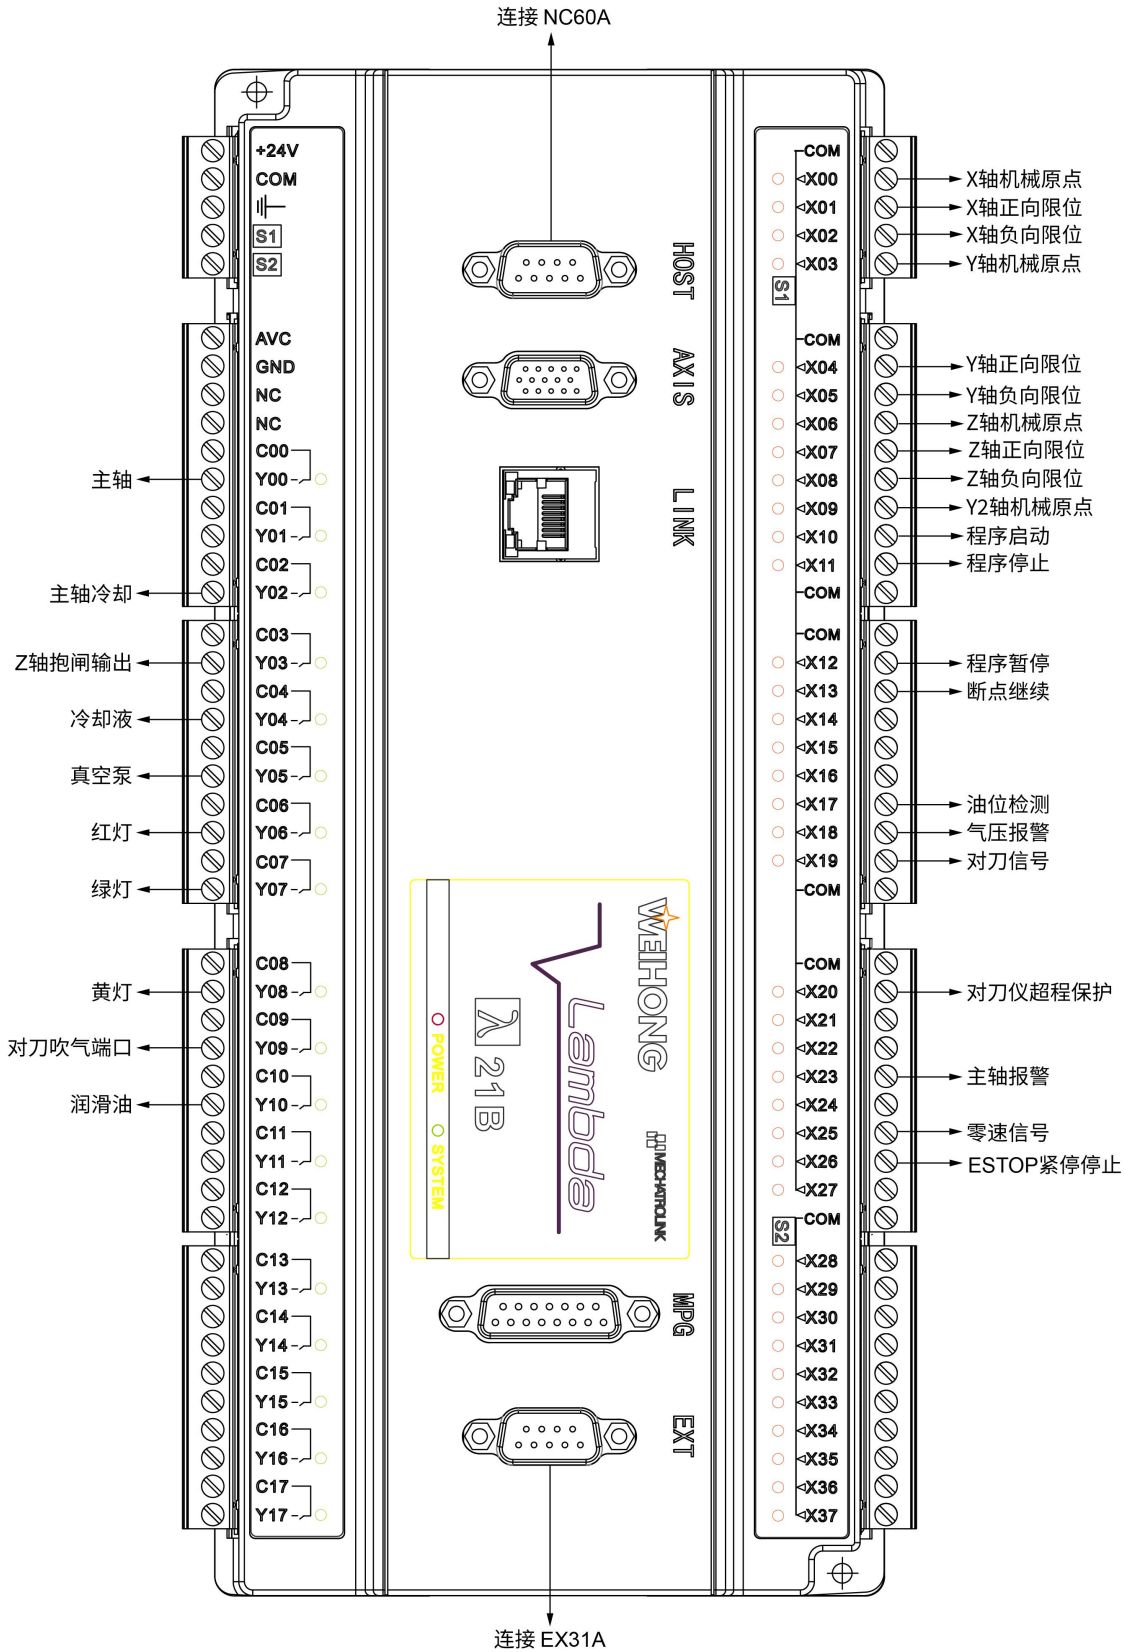 连接 NC60A
+24V
COM
S1
S2
AVC
GND
NC
NC
C00
主轴 Y00
C01
Y01
C02
主轴冷却 Y02
C03
Z轴抱闸输出 Y03
C04
冷却液 Y04
C05
真空泵 Y05
C06
红灯 Y06
C07
绿灯 Y07
C08
黄灯 Y08
C09
对刀吹气端口 Y09
C10
润滑油 Y10
C11
Y11
C12
Y12
C13
Y13
C14
Y14
C15
Y15
C16
Y16
C17
Y17
HOST
AXIS
LINK
WEIHONG
Lambda
λ 21B
MECHATROLINK
POWER
SYSTEM
MPG
EXT
COM
X00 X轴机械原点
X01 X轴正向限位
X02 X轴负向限位
X03 Y轴机械原点
S1
COM
X04 Y轴正向限位
X05 Y轴负向限位
X06 Z轴机械原点
X07 Z轴正向限位
X08 Z轴负向限位
X09 Y2轴机械原点
X10 程序启动
X11 程序停止
COM
COM
X12 程序暂停
X13 断点继续
X14
X15
X16
X17 油位检测
X18 气压报警
X19 对刀信号
COM
COM
X20 对刀仪超程保护
X21
X22
X23 主轴报警
X24
X25 零速信号
X26 ESTOP紧停停止
X27
S2
COM
X28
X29
X30
X31
X32
X33
X34
X35
X36
X37
连接 EX31A